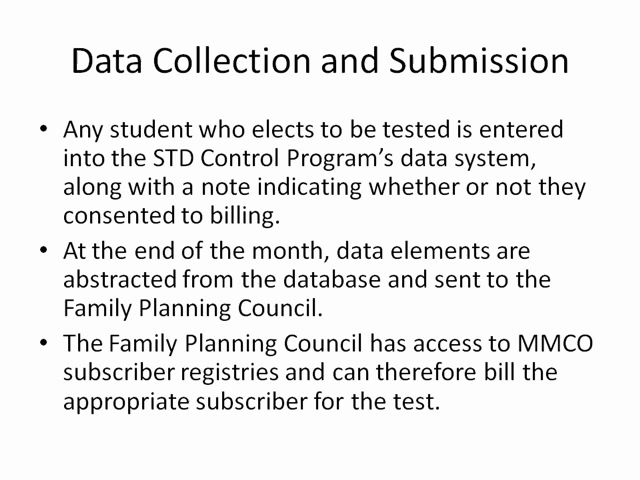 Data Collection and Submission
• Any student who elects to be tested is entered
into the STD Control Program's data system,
along with a note indicating whether or not they
consented to billing.
• At the end of the month, data elements are
abstracted from the database and sent to the
Family Planning Council.
• The Family Planning Council has access to MMCO
subscriber registries and can therefore bill the
appropriate subscriber for the test.